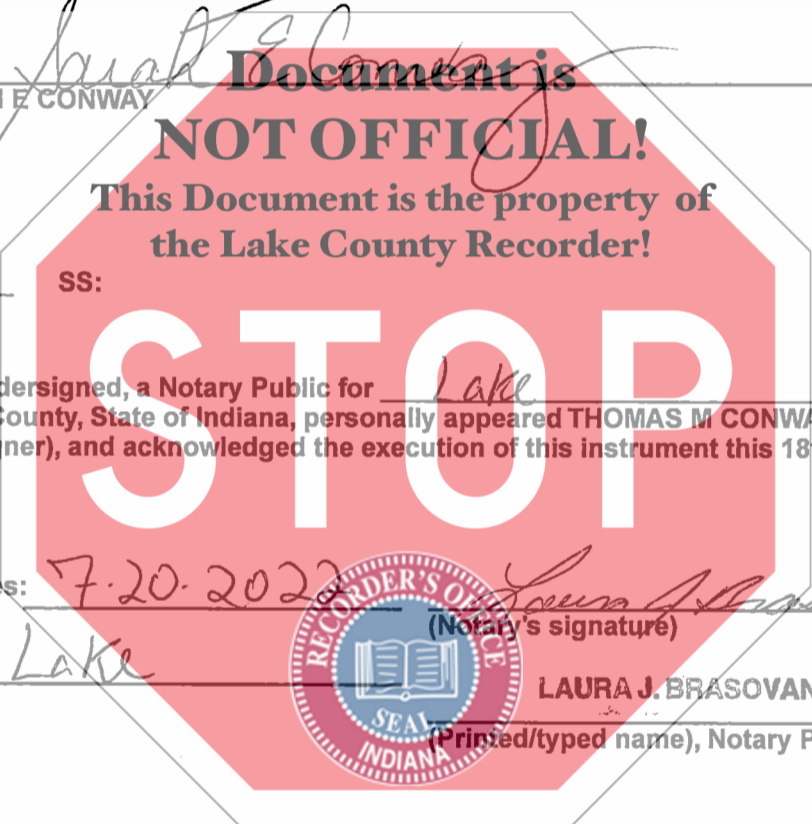 Sarah E Conway
Document is
E CONWAY
NOT OFFICIAL!
This Document is the property of
the Lake County Recorder!
SS:
STOP
dersigned, a Notary Public for Lake
County, State of Indiana, personally appeared THOMAS M CONWA
ner), and acknowledged the execution of this instrument this 18
s: 7-20-2022
RECORDER'S OFFICE
SEAL
INDIANA
(Notary's signature)
Lake
LAURA J. BRASOVAN
(Printed/typed name), Notary P